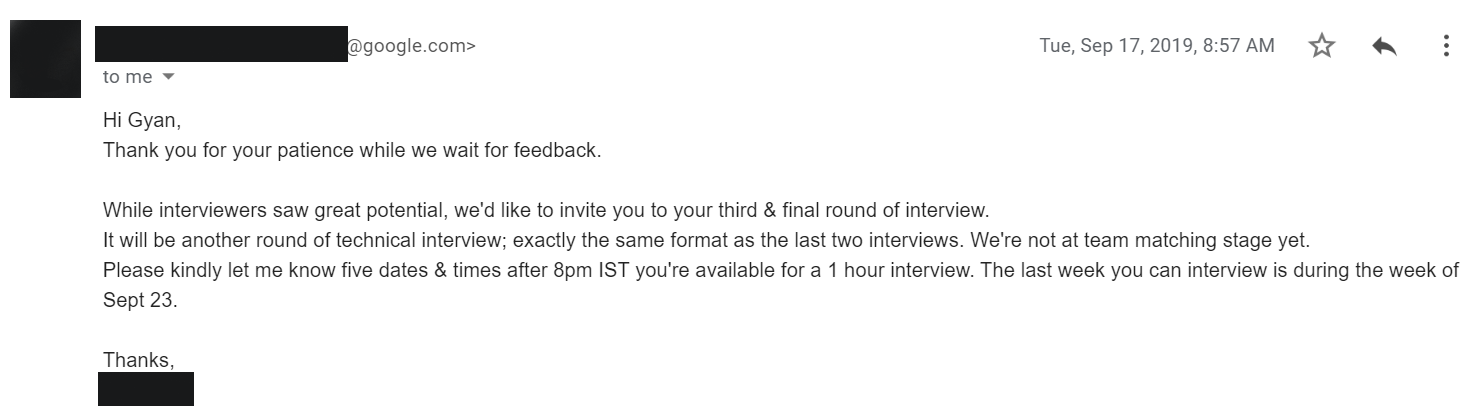 @google.com>
Tue, Sep 17, 2019, 8:57 AM
to me
Hi Gyan,
Thank you for your patience while we wait for feedback.
While interviewers saw great potential, we'd like to invite you to your third & final round of interview.
It will be another round of technical interview; exactly the same format as the last two interviews. We're not at team matching stage yet.
Please kindly let me know five dates & times after 8pm IST you're available for a 1 hour interview. The last week you can interview is during the week of
Sept 23.
Thanks,